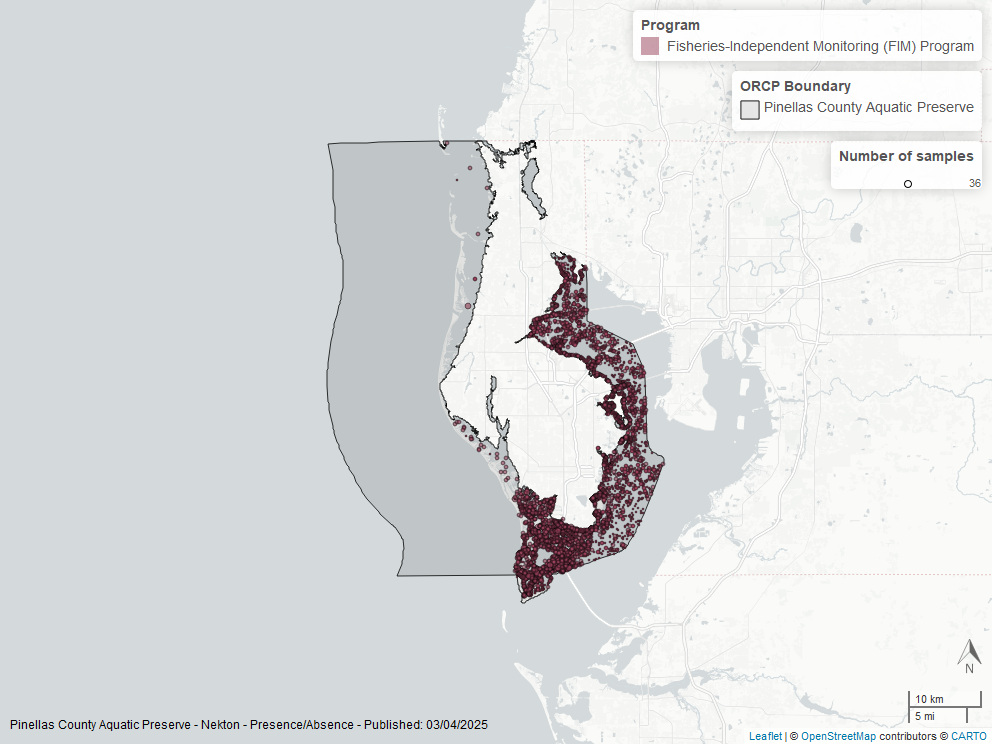 Program
Fisheries-Independent Monitoring (FIM) Program
ORCP Boundary
Pinellas County Aquatic Preserve
Number of samples
36
N
10 km
5 mi
Pinellas County Aquatic Preserve - Nekton - Presence/Absence - Published: 03/04/2025
Leaflet | © OpenStreetMap contributors © CARTO